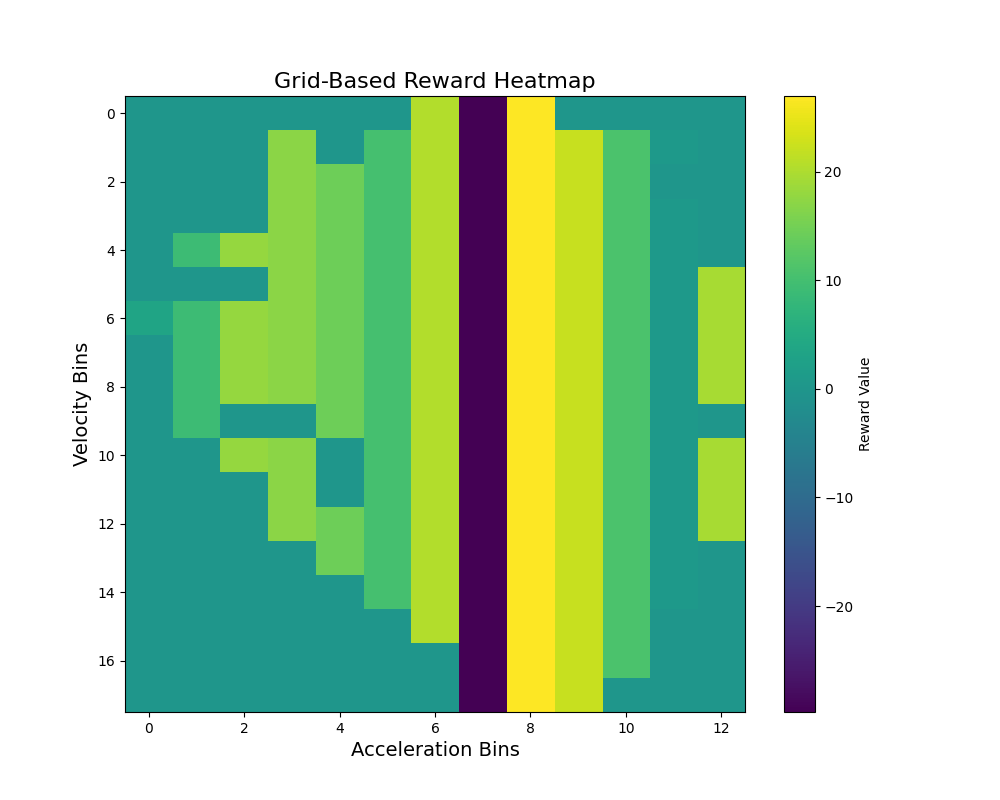 Grid-Based Reward Heatmap
0
2
4
6
8
10
12
14
16
Velocity Bins
0 2 4 6 8 10 12
Acceleration Bins
20
10
0
−10
−20
Reward Value